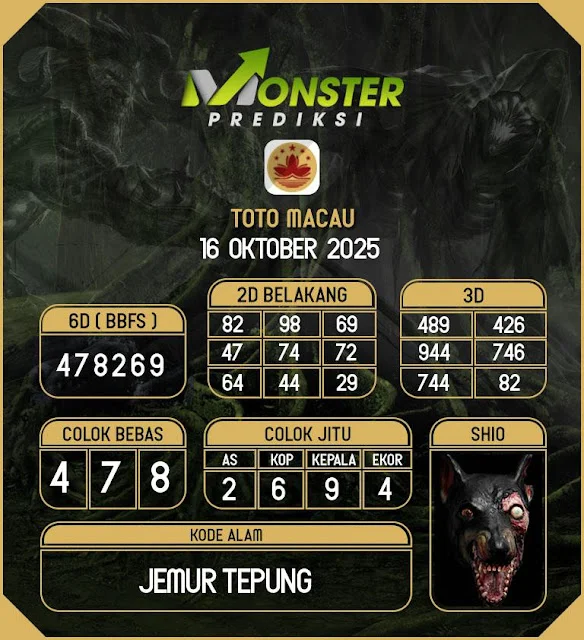 MONSTER
PREDIKSI
TOTO MACAU
16 OKTOBER 2025
6D ( BBFS )
478269
2D BELAKANG
82 98 69
47 74 72
64 44 29
3D
489 426
944 746
744 82
COLOK BEBAS
4 7 8
COLOK JITU
AS KOP KEPALA EKOR
2 6 9 4
SHIO
KODE ALAM
JEMUR TEPUNG